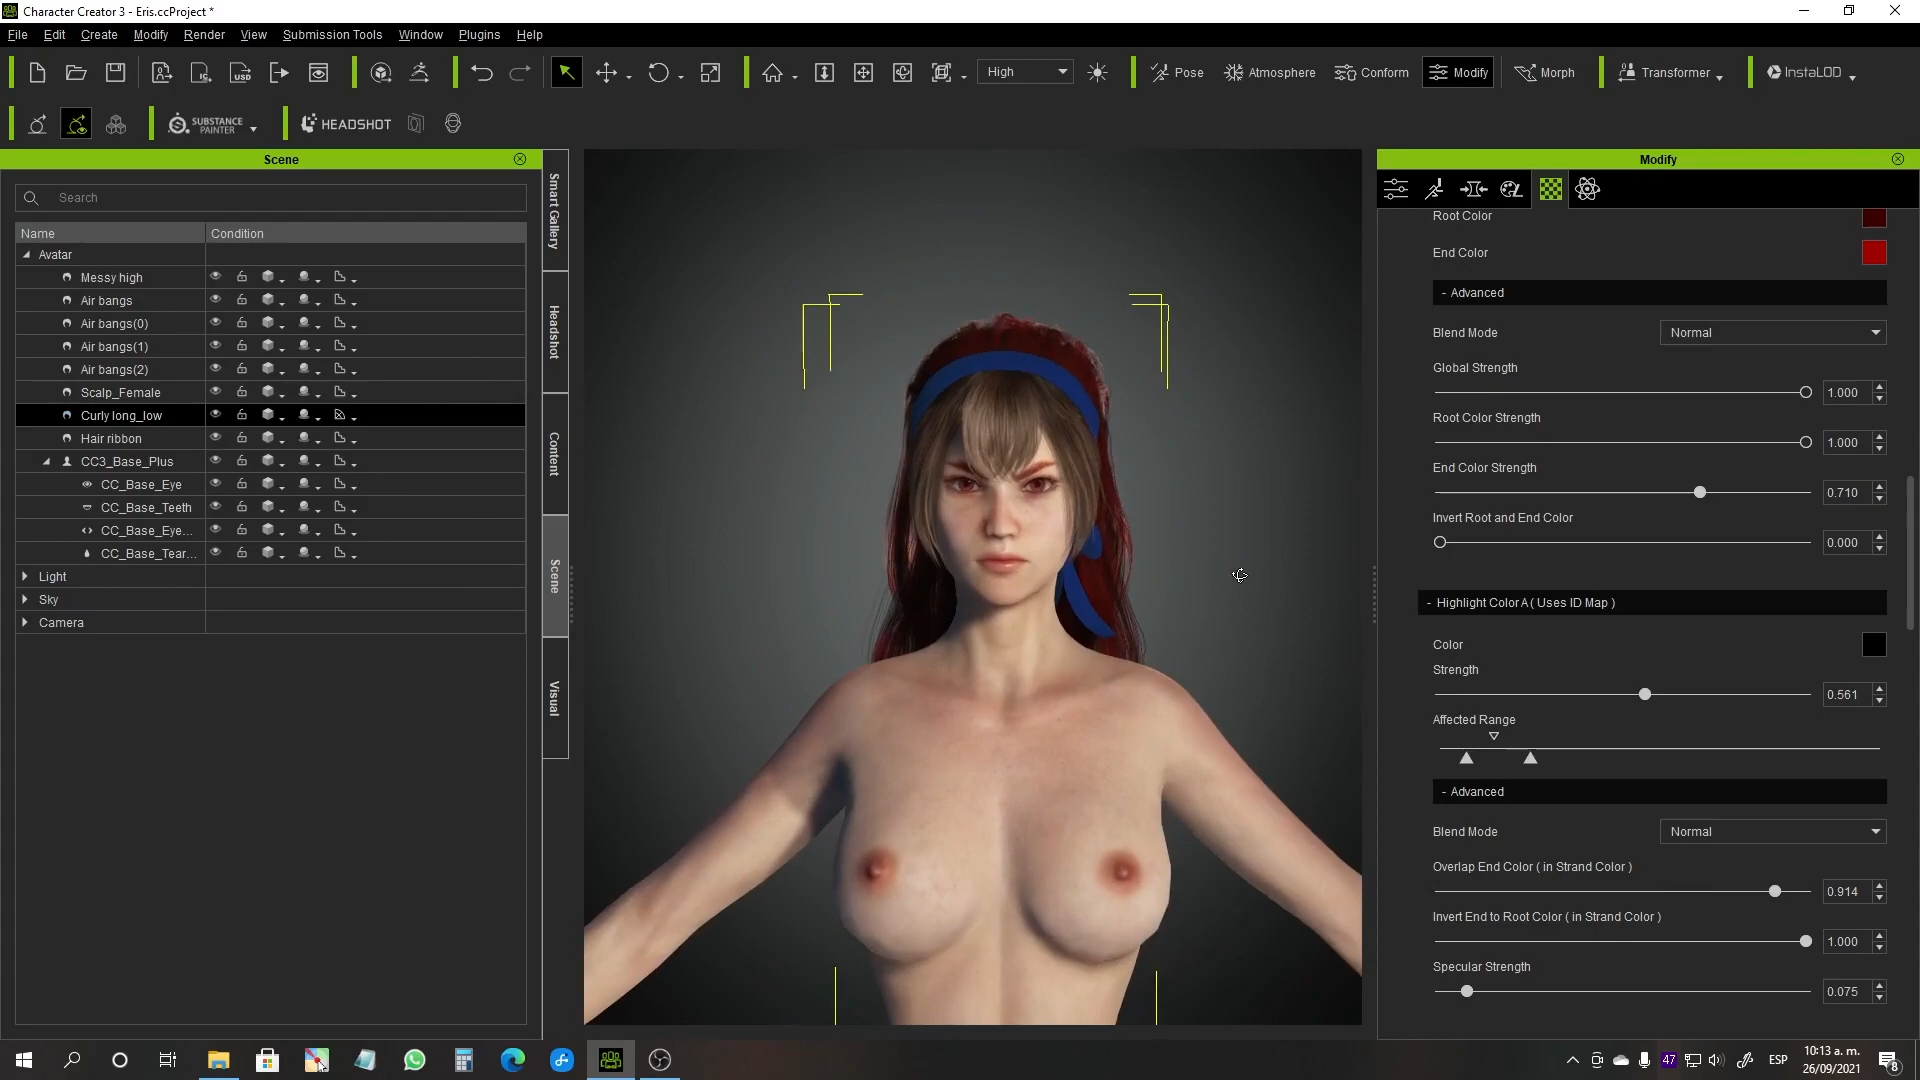 Character Creator 3 - Eris.ccProject *
File Edit Create Modify Render View Submission Tools Window Plugins Help
High Pose Atmosphere Conform Modify Morph Transformer InstaLOD
SUBSTANCE PAINTER HEADSHOT
Scene
Search
Name Condition
Avatar
Messy high
Air bangs
Air bangs(0)
Air bangs(1)
Air bangs(2)
Scalp_Female
Curly long_low
Hair ribbon
CC3_Base_Plus
CC_Base_Eye
CC_Base_Teeth
CC_Base_Eye...
CC_Base_Tear...
Light
Sky
Camera
Smart Gallery
Headshot
Content
Scene
Visual
Modify
Root Color
End Color
- Advanced
Blend Mode Normal
Global Strength
1.000
Root Color Strength
1.000
End Color Strength
0.710
Invert Root and End Color
0.000
- Highlight Color A ( Uses ID Map )
Color
Strength
0.561
Affected Range
- Advanced
Blend Mode Normal
Overlap End Color ( in Strand Color )
0.914
Invert End to Root Color ( in Strand Color )
1.000
Specular Strength
0.075
47 ESP 10:13 a. m.
26/09/2021
8